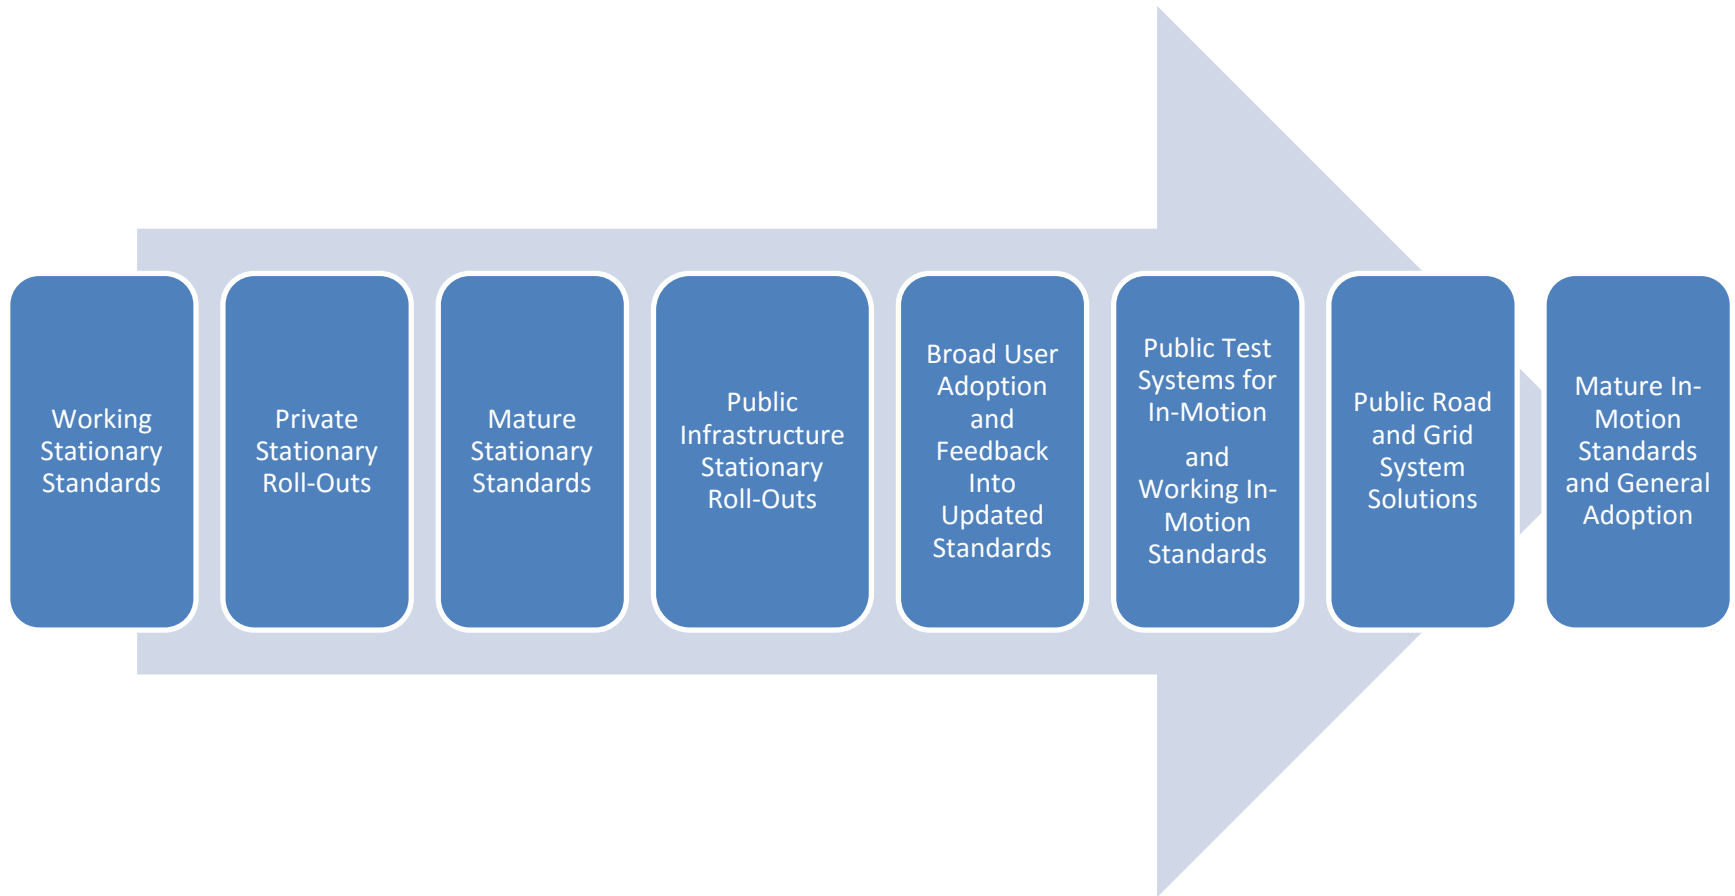 Working
Stationary
Standards
Private
Stationary
Roll-Outs
Mature
Stationary
Standards
Public
Infrastructure
Stationary
Roll-Outs
Broad User
Adoption
and
Feedback
Into
Updated
Standards
Public Test
Systems for
In-Motion
and
Working In-
Motion
Standards
Public Road
and Grid
System
Solutions
Mature In-
Motion
Standards
and General
Adoption